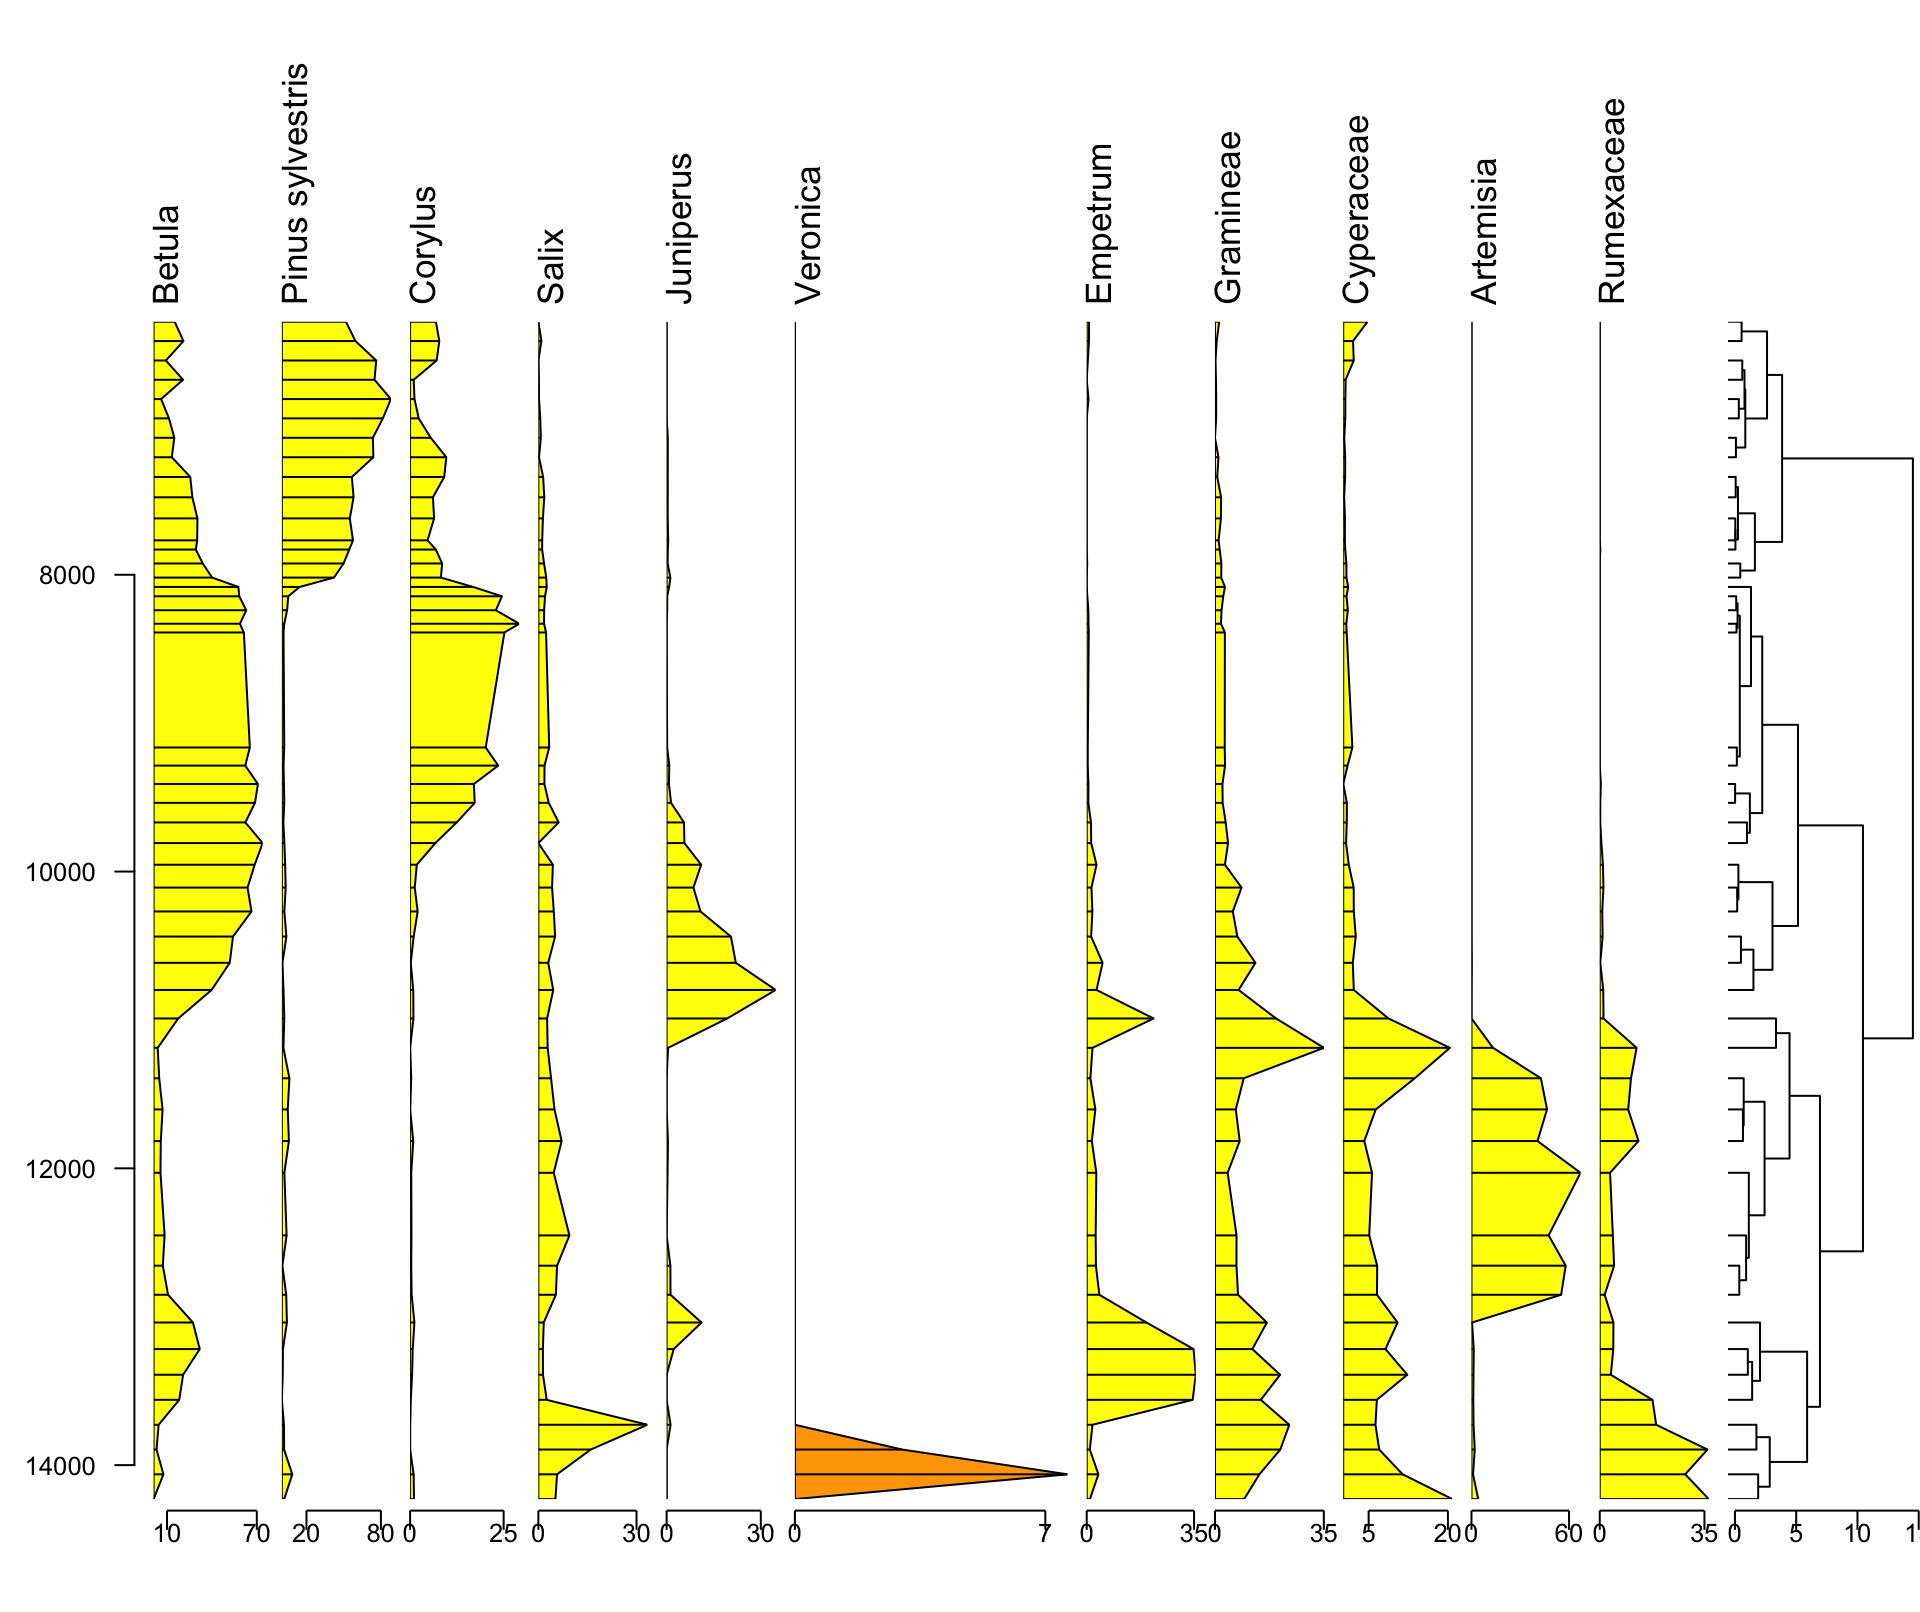 Betula
Pinus sylvestris
Corylus
Salix
Juniperus
Veronica
Empetrum
Gramineae
Cyperaceae
Artemisia
Rumexaceae
8000
10000
12000
14000
10 70 20 80 0 25 0 30 0 30 0 7 0 35 0 35 5 20 0 60 0 35 0 5 10